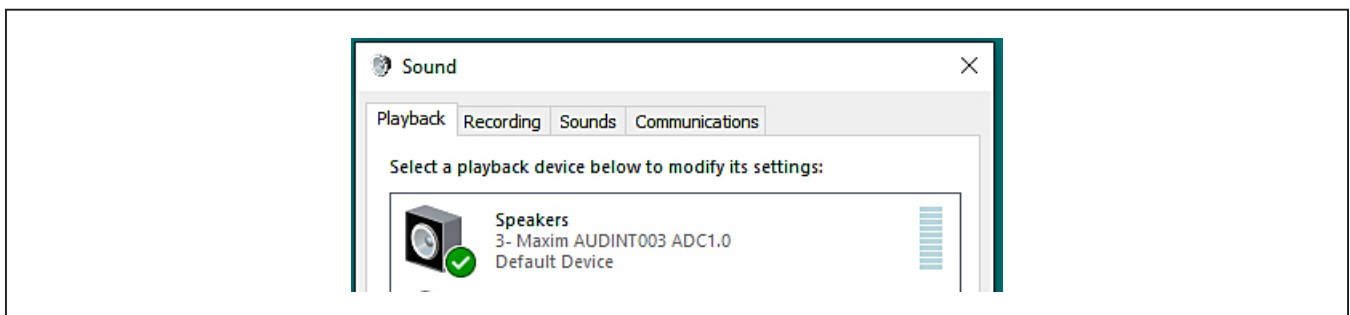 Sound
Playback Recording Sounds Communications
Select a playback device below to modify its settings:
Speakers
3- Maxim AUDINT003 ADC1.0
Default Device